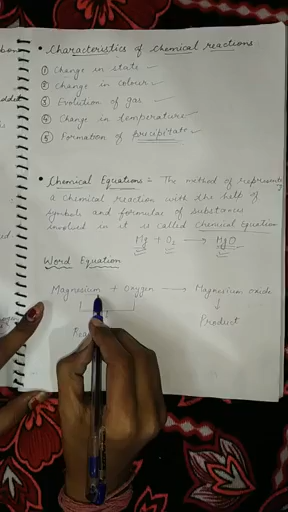 • Characteristics of Chemical reactions
① Change in state
② change in colour
③ Evolution of gas
④ Change in temperature
⑤ Formation of precipitate
• Chemical Equations = The method of representing
a chemical reaction with the help of
symbols and formulas of substances
involved in it is called chemical equation
Mg + O₂ → MgO
Word Equation
Magnesium + Oxygen → Magnesium oxide
Product